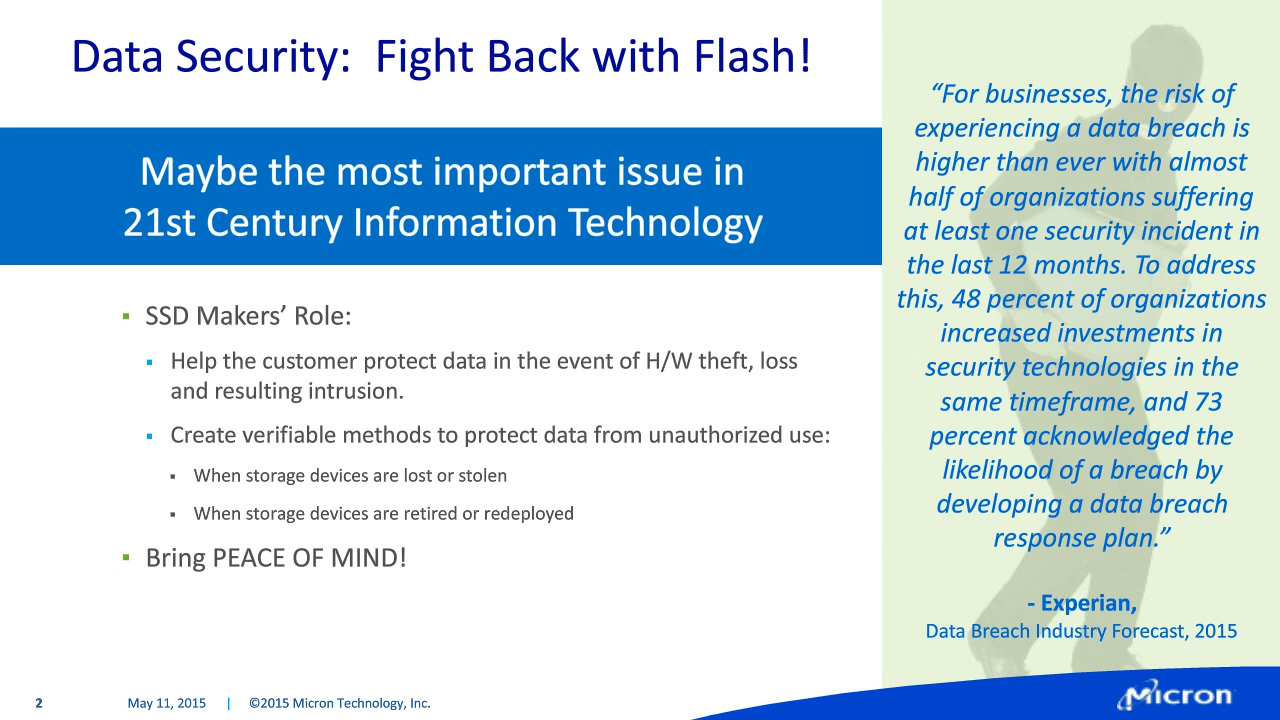 Data Security:  Fight Back with Flash!
Maybe the most important issue in
21st Century Information Technology
▪ SSD Makers’ Role:
▪ Help the customer protect data in the event of H/W theft, loss
and resulting intrusion.
▪ Create verifiable methods to protect data from unauthorized use:
▪ When storage devices are lost or stolen
▪ When storage devices are retired or redeployed
▪ Bring PEACE OF MIND!
“For businesses, the risk of
experiencing a data breach is
higher than ever with almost
half of organizations suffering
at least one security incident in
the last 12 months. To address
this, 48 percent of organizations
increased investments in
security technologies in the
same timeframe, and 73
percent acknowledged the
likelihood of a breach by
developing a data breach
response plan.”
- Experian,
Data Breach Industry Forecast, 2015
2 May 11, 2015 | ©2015 Micron Technology, Inc.
Micron